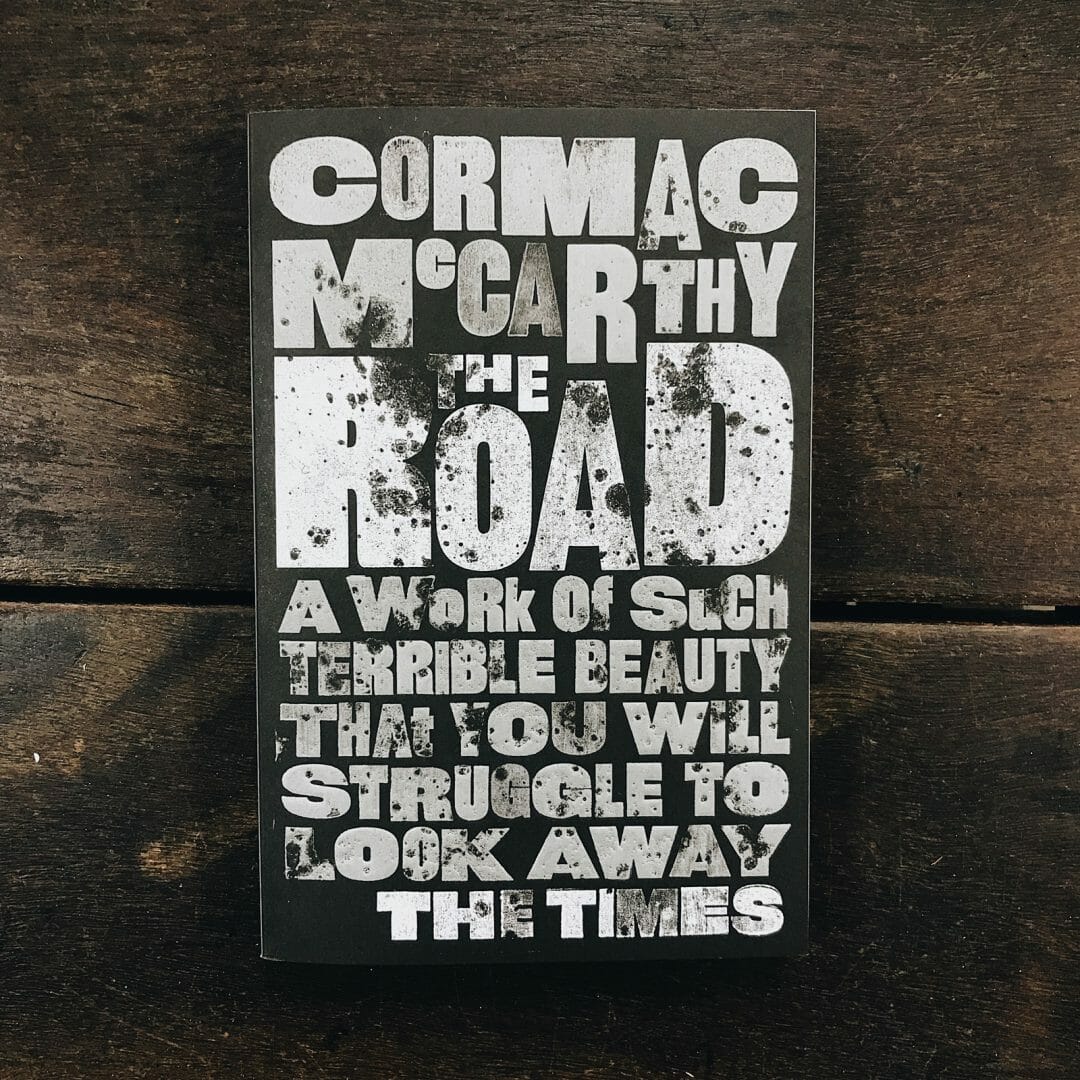 CORMAC
McCARTHY
THE
ROAD
A WoRk Of SuCH
TERRIBLE BEAUTY
THAt YOU WiLL
STRUGGLE TO
LOOK AWAY
THE TIMES